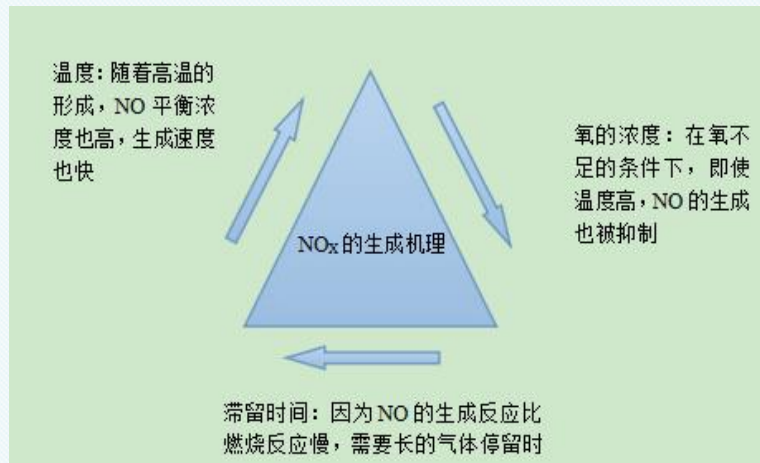 温度：随着高温的
形成，NO 平衡浓
度也高，生成速度
也快
氧的浓度：在氧不
足的条件下，即使
温度高，NO 的生成
也被抑制
NOx 的生成机理
滞留时间：因为 NO 的生成反应比
燃烧反应慢，需要长的气体停留时